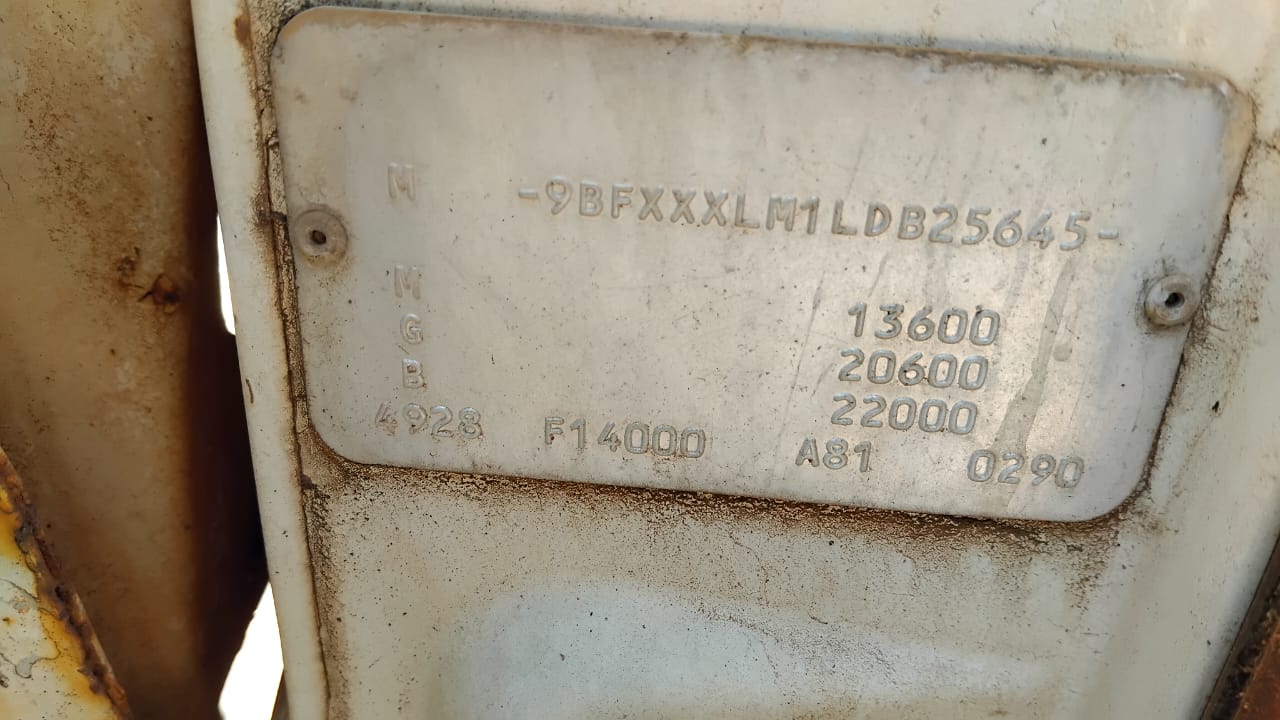 M -9BFXXXLM1LDB25645-
M 13600
G 20600
B 22000
4928 F14000 A81 0290